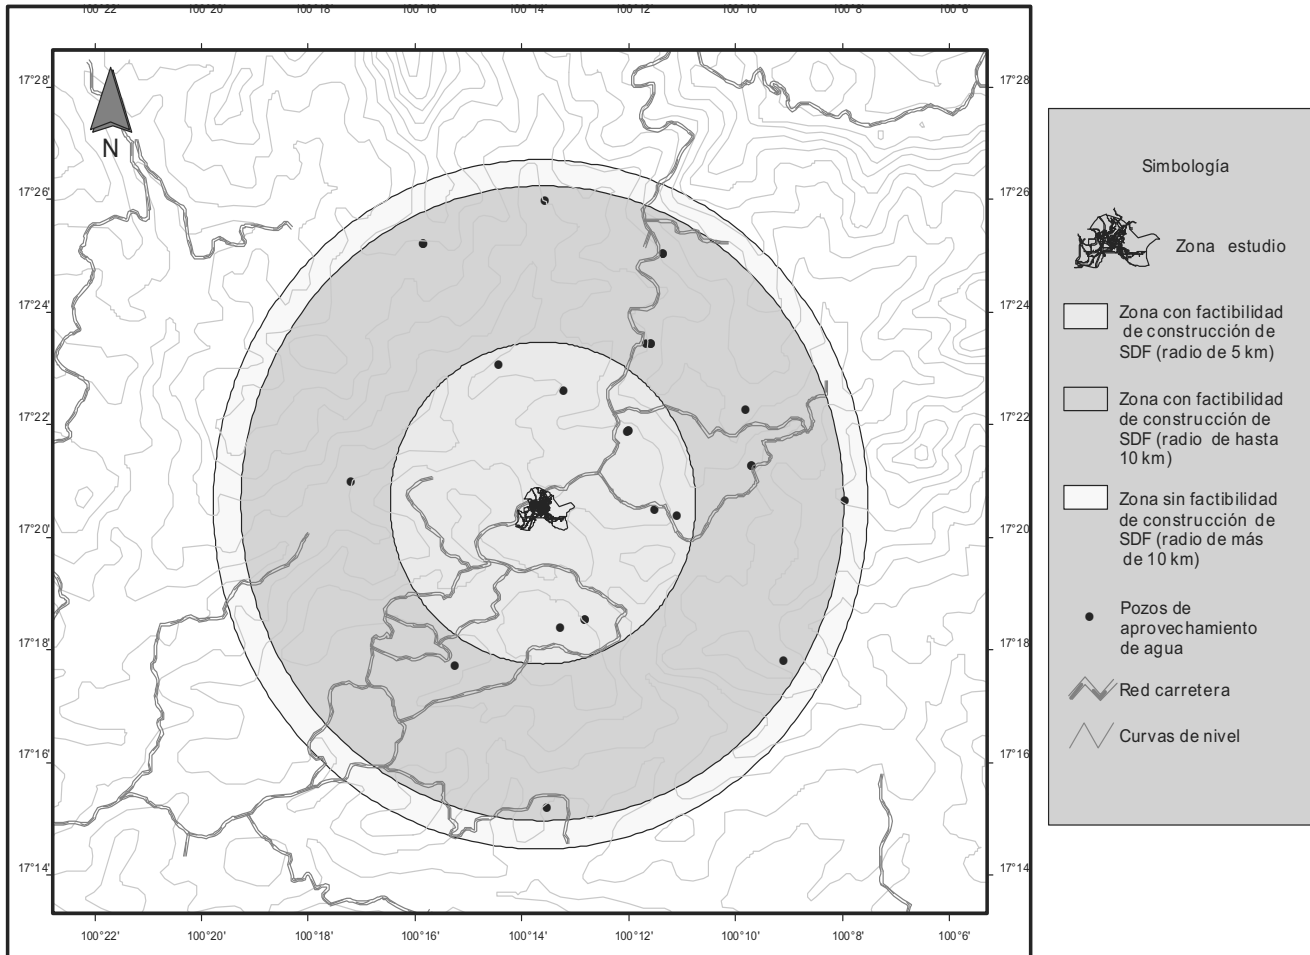 100°22' 100°20' 100°18' 100°16' 100°14' 100°12' 100°10' 100°8' 100°6'
17°28' 17°28'
N
17°26' 17°26'
17°24' 17°24'
17°22' 17°22'
17°20' 17°20'
17°18' 17°18'
17°16' 17°16'
17°14' 17°14'
100°22' 100°20' 100°18' 100°16' 100°14' 100°12' 100°10' 100°8' 100°6'
Simbología
Zona estudio
Zona con factibilidad
de construcción de
SDF (radio de 5 km)
Zona con factibilidad
de construcción de
SDF (radio de hasta
10 km)
Zona sin factibilidad
de construcción de
SDF (radio de más
de 10 km)
Pozos de
aprovechamiento
de agua
Red carretera
Curvas de nivel